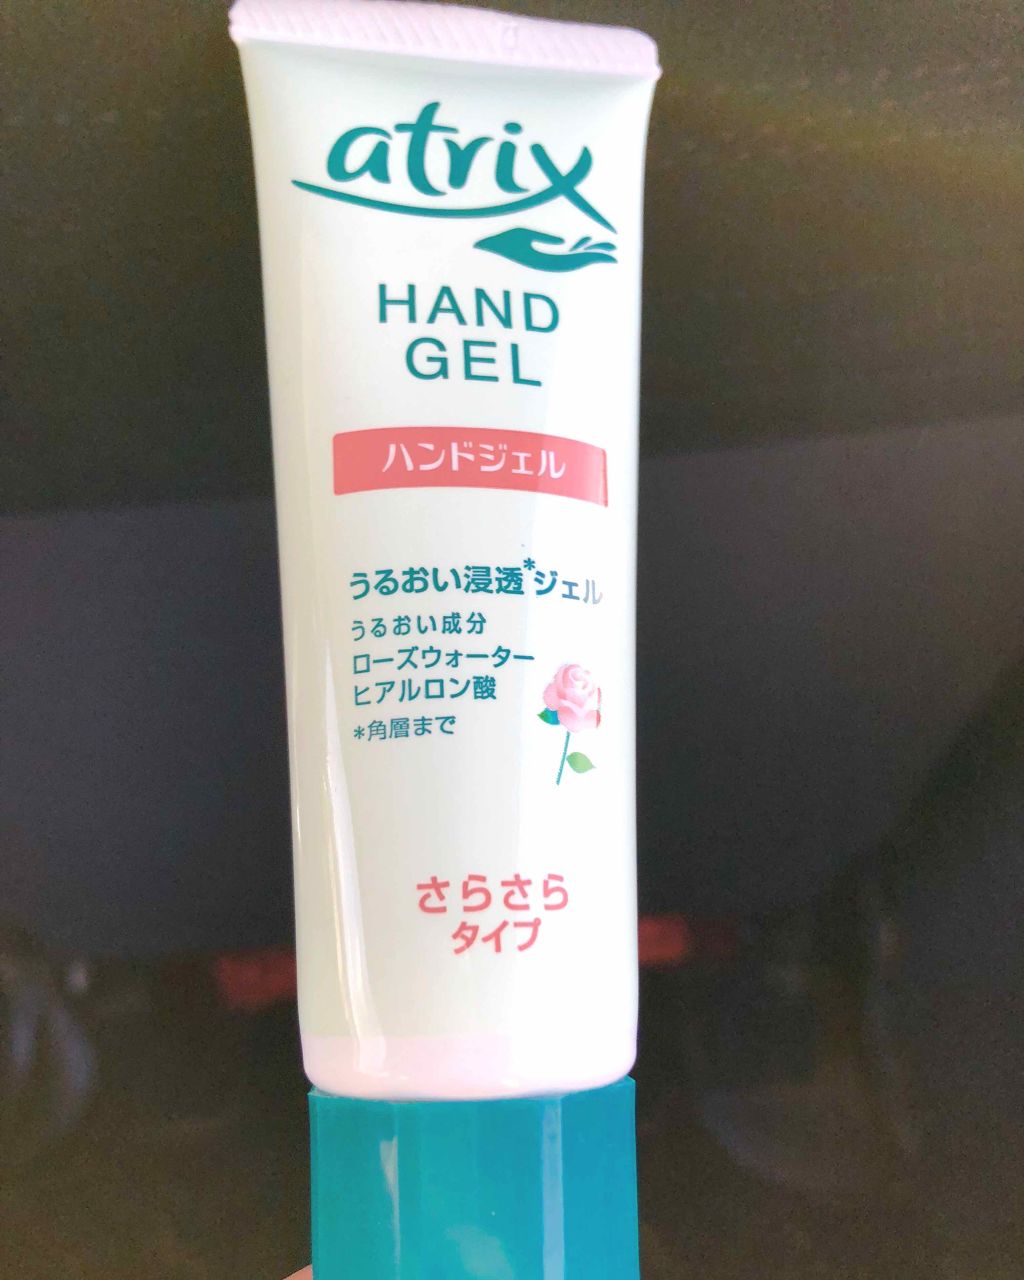 atrix
HAND
GEL
ハンドジェル
うるおい浸透*ジェル
うるおい成分
ローズウォーター
ヒアルロン酸
*角層まで
さらさら
タイプ